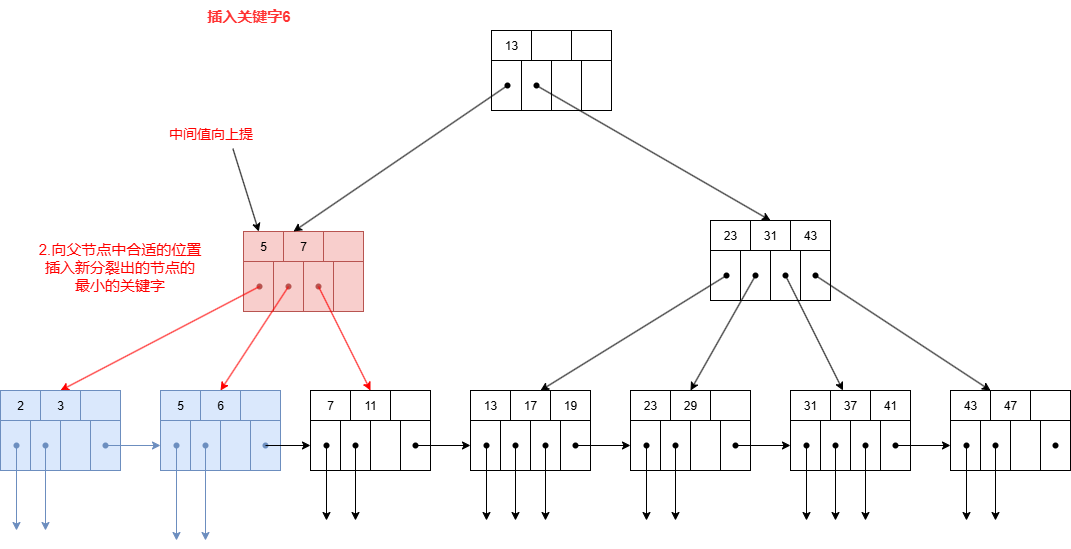 插入关键字6
13
中间值向上提
5 7
23 31 43
2.向父节点中合适的位置
插入新分裂出的节点的
最小的关键字
2 3
5 6
7 11
13 17 19
23 29
31 37 41
43 47